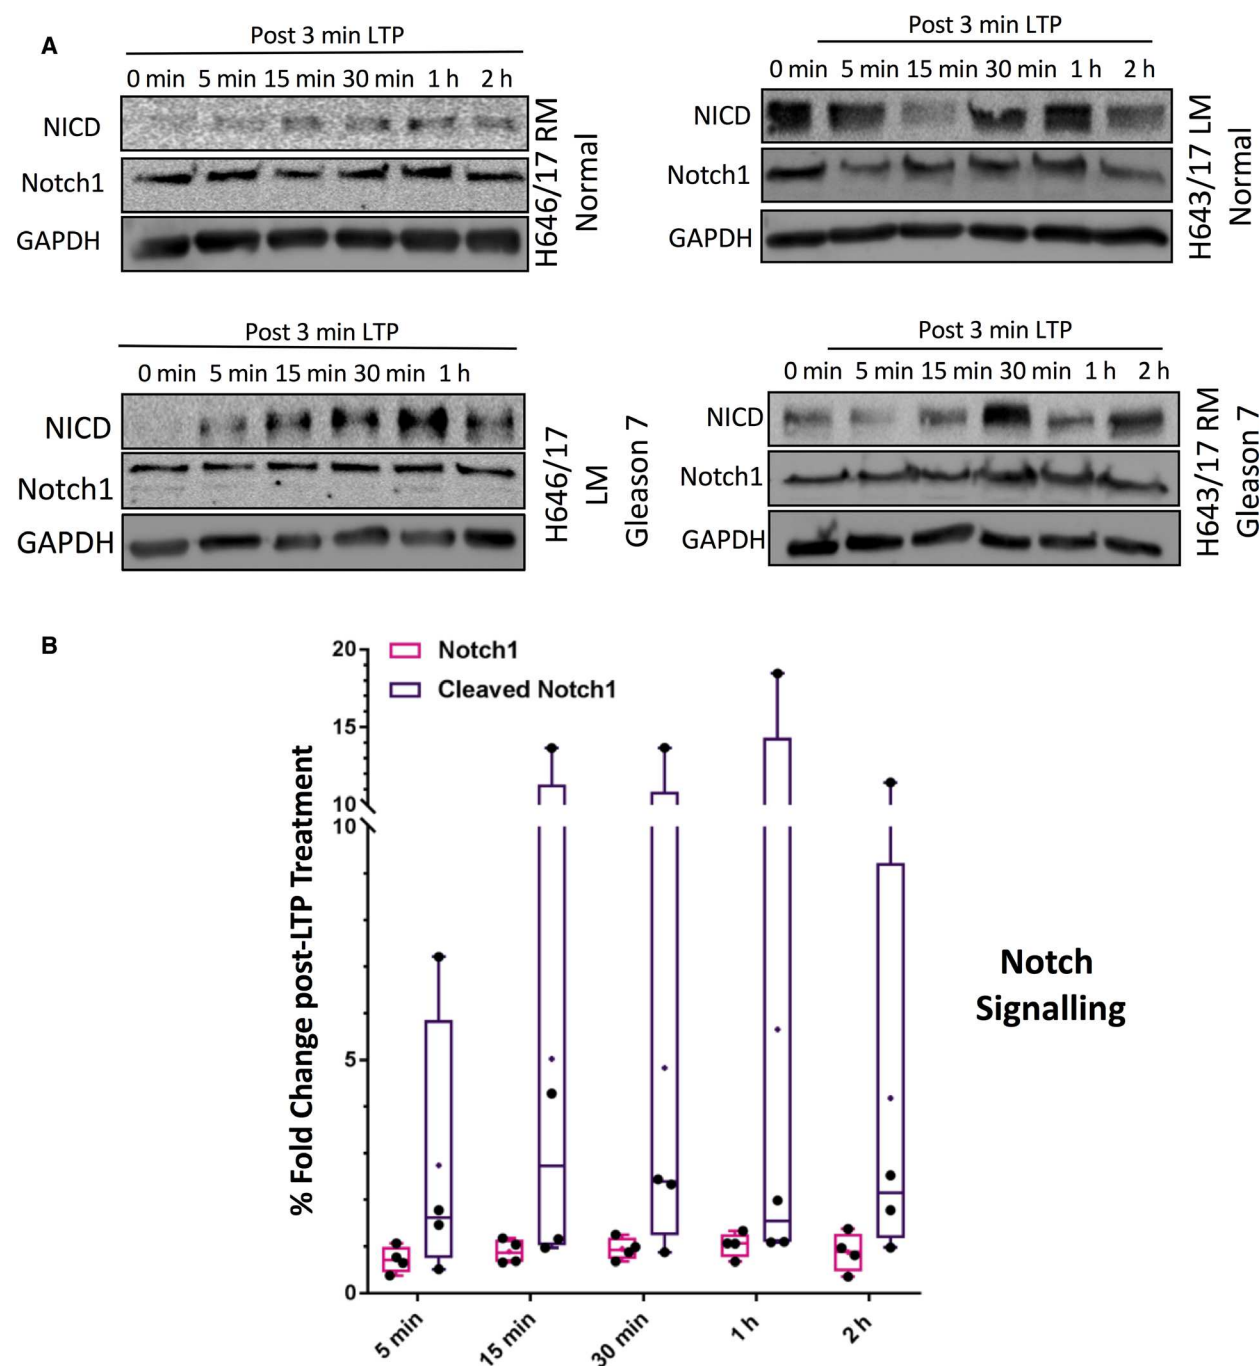 A
Post 3 min LTP
0 min 5 min 15 min 30 min 1 h 2 h
NICD
Notch1
GAPDH
H646/17 RM
Normal
Post 3 min LTP
0 min 5 min 15 min 30 min 1 h 2 h
NICD
Notch1
GAPDH
H643/17 LM
Normal
Post 3 min LTP
0 min 5 min 15 min 30 min 1 h
NICD
Notch1
GAPDH
H646/17
LM
Gleason 7
Post 3 min LTP
0 min 5 min 15 min 30 min 1 h 2 h
NICD
Notch1
GAPDH
H643/17 RM
Gleason 7
B
Notch1
Cleaved Notch1
% Fold Change post-LTP Treatment
20
15
10
10
5
0
5 min
15 min
30 min
1 h
2 h
Notch
Signalling